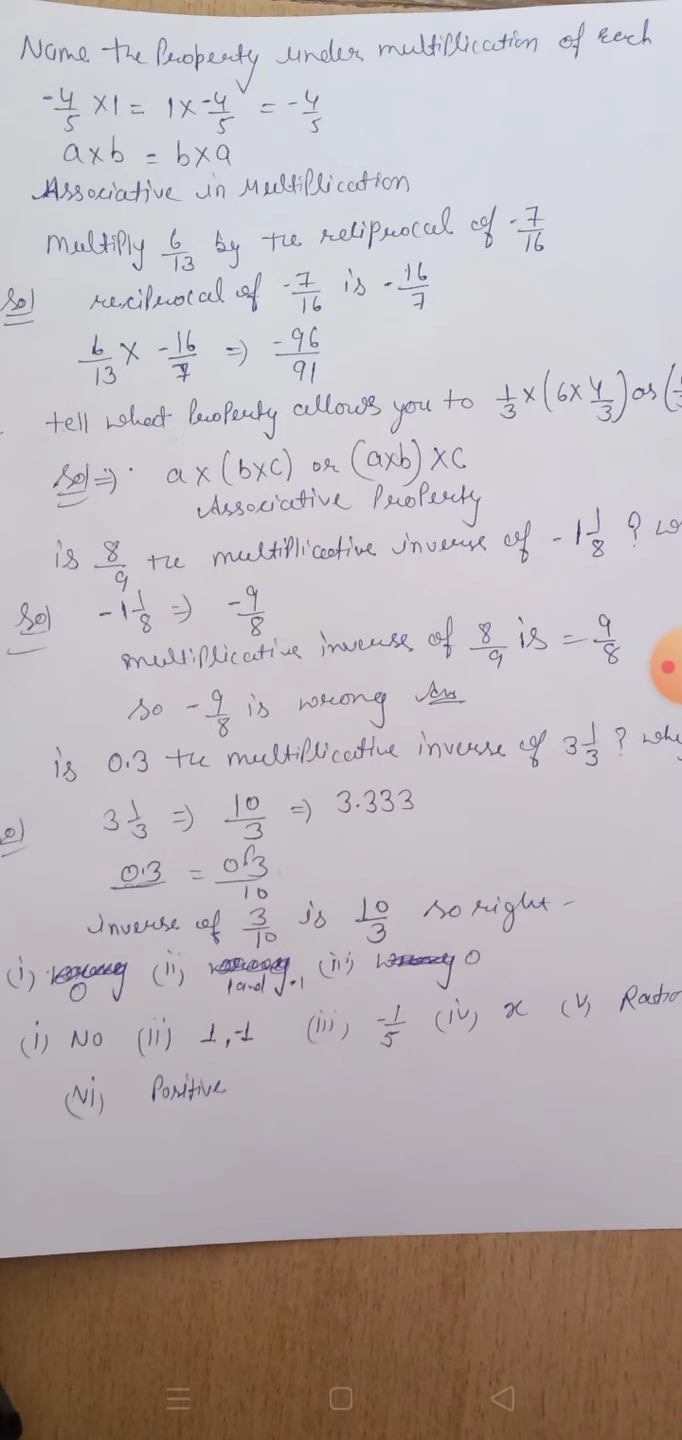 Name the Property under multiplication of each
-4/5 × 1 = 1 × -4/5 = -4/5
a×b = b×a
Associative in Multiplication
Multiply 6/13 by the reciprocal of -7/16
Sol reciprocal of -7/16 is -16/7
6/13 × -16/7 ⇒ -96/91
tell what Property allows you to 1/3 × (6 × 4/3) as (
Sol ⇒ a × (b×c) or (a×b) × c
Associative Property
is 8/9 the multiplicative inverse of -1 1/8 ?
Sol -1 1/8 ⇒ -9/8
multiplicative inverse of 8/9 is = 9/8
so -9/8 is wrong Ans
is 0.3 the multiplicative inverse of 3 1/3 ? why
3 1/3 ⇒ 10/3 ⇒ 3.333
0.3 = 03/10
inverse of 3/10 is 10/3 so right -
(i) wrong (ii) wrong (iii) wrong 0
0 1 and -1
(i) No (ii) 1, -1 (iii) -1/5 (iv) x (v) Ratio
(vi) Positive